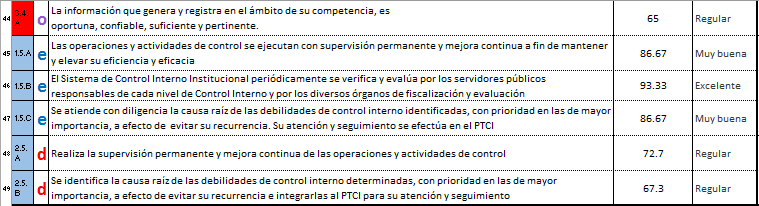 44 3.4. A o La información que genera y registra en el ámbito de su competencia, es
oportuna, confiable, suficiente y pertinente. 65 Regular
45 1.5.A e Las operaciones y actividades de control se ejecutan con supervisión permanente y mejora continua a fin de mantener
y elevar su eficiencia y eficacia 86.67 Muy buena
46 1.5.B e El Sistema de Control Interno Institucional periódicamente se verifica y evalúa por los servidores públicos
responsables de cada nivel de Control Interno y por los diversos órganos de fiscalización y evaluación 93.33 Excelente
47 1.5.C e Se atiende con diligencia la causa raíz de las debilidades de control interno identificadas, con prioridad en las de mayor
importancia, a efecto de evitar su recurrencia. Su atención y seguimiento se efectúa en el PTCI 86.67 Muy buena
48 2.5. A d Realiza la supervisión permanente y mejora continua de las operaciones y actividades de control 72.7 Regular
49 2.5. B d Se identifica la causa raíz de las debilidades de control interno determinadas, con prioridad en las de mayor
importancia, a efecto de evitar su recurrencia e integrarlas al PTCI para su atención y seguimiento 67.3 Regular